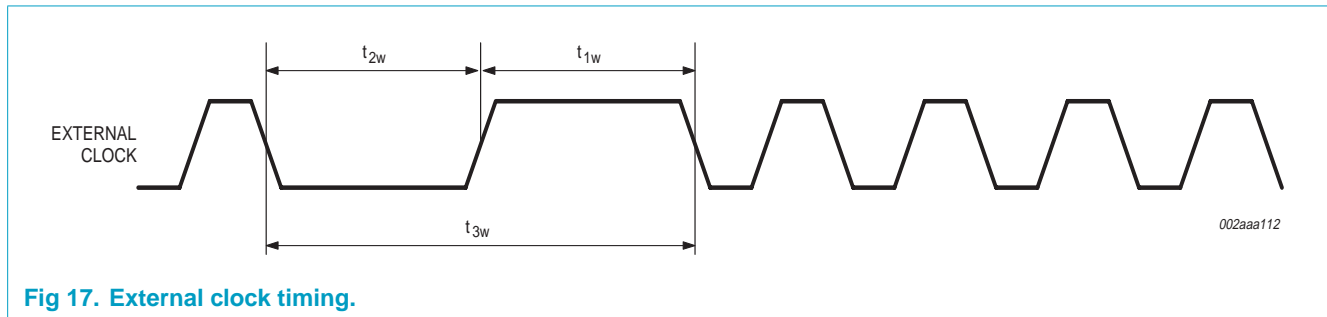 t2w
t1w
EXTERNAL
CLOCK
t3w
002aaa112
Fig 17. External clock timing.